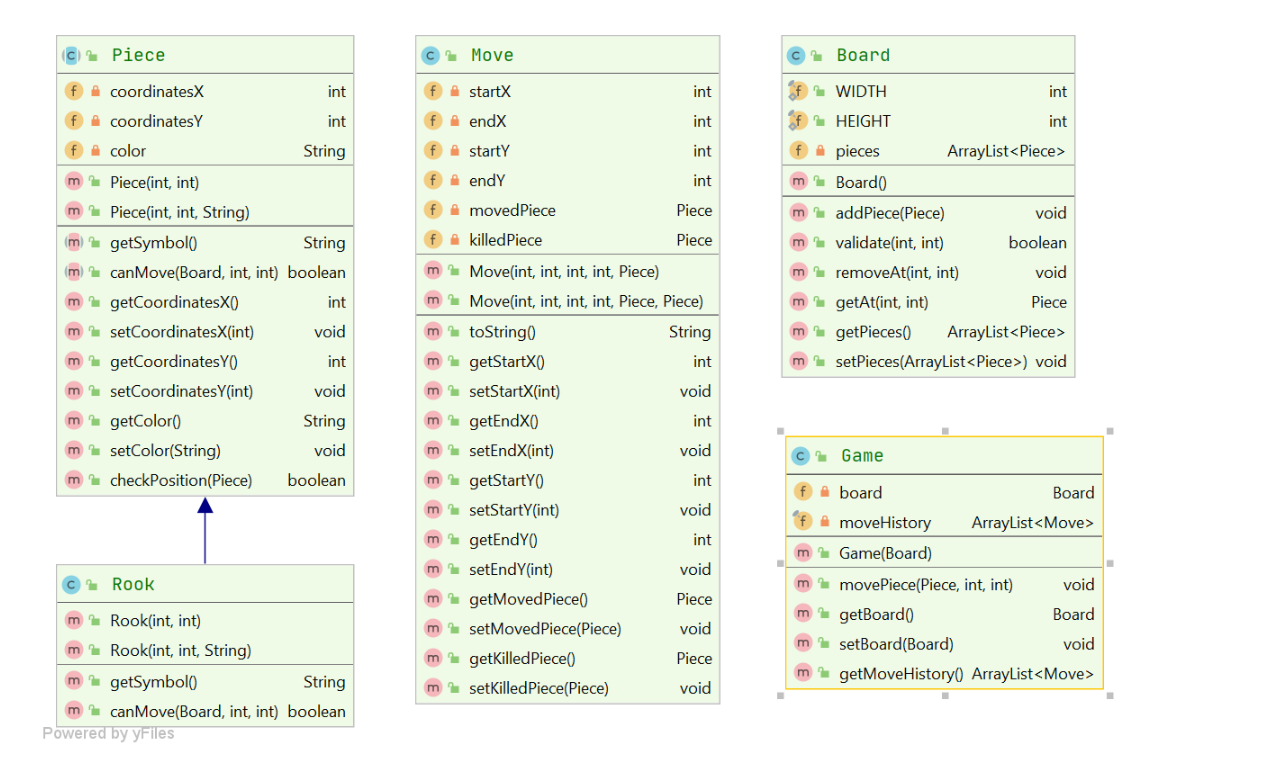 Piece
coordinatesX int
coordinatesY int
color String
Piece(int, int)
Piece(int, int, String)
getSymbol() String
canMove(Board, int, int) boolean
getCoordinatesX() int
setCoordinatesX(int) void
getCoordinatesY() int
setCoordinatesY(int) void
getColor() String
setColor(String) void
checkPosition(Piece) boolean
Rook
Rook(int, int)
Rook(int, int, String)
getSymbol() String
canMove(Board, int, int) boolean
Powered by yFiles
Move
startX int
endX int
startY int
endY int
movedPiece Piece
killedPiece Piece
Move(int, int, int, int, Piece)
Move(int, int, int, int, Piece, Piece)
toString() String
getStartX() int
setStartX(int) void
getEndX() int
setEndX(int) void
getStartY() int
setStartY(int) void
getEndY() int
setEndY(int) void
getMovedPiece() Piece
setMovedPiece(Piece) void
getKilledPiece() Piece
setKilledPiece(Piece) void
Board
WIDTH int
HEIGHT int
pieces ArrayList<Piece>
Board()
addPiece(Piece) void
validate(int, int) boolean
removeAt(int, int) void
getAt(int, int) Piece
getPieces() ArrayList<Piece>
setPieces(ArrayList<Piece>) void
Game
board Board
moveHistory ArrayList<Move>
Game(Board)
movePiece(Piece, int, int) void
getBoard() Board
setBoard(Board) void
getMoveHistory() ArrayList<Move>